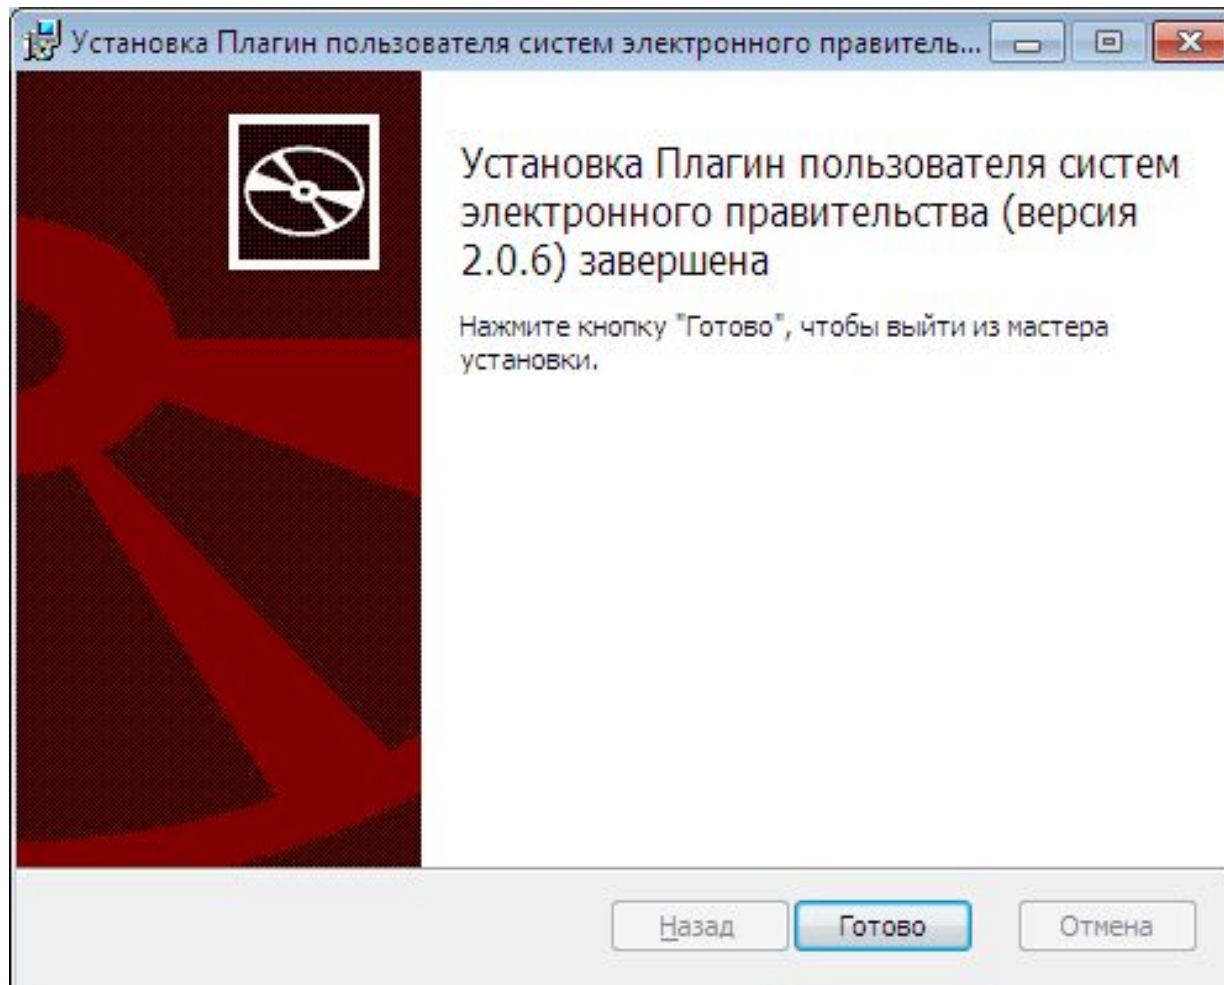 Установка Плагин пользователя систем электронного правитель...
Установка Плагин пользователя систем
электронного правительства (версия
2.0.6) завершена
Нажмите кнопку "Готово", чтобы выйти из мастера
установки.
Назад
Готово
Отмена